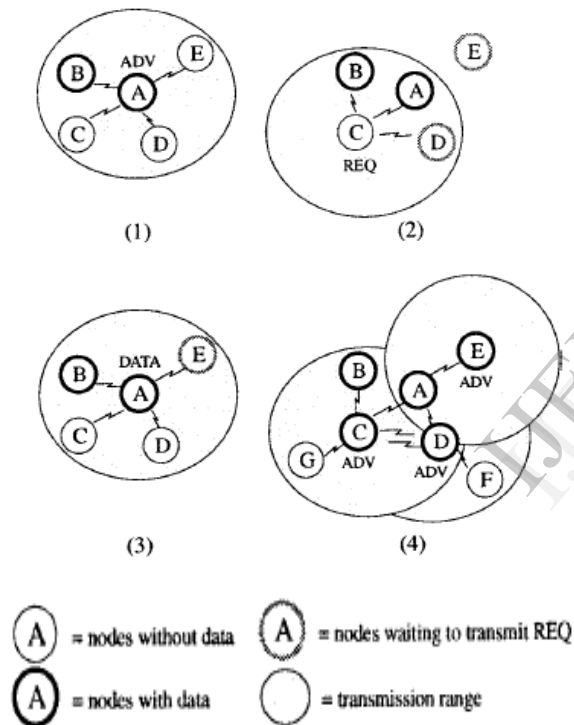 ADV
E
B
A
C
D
(1)
E
B
A
C
D
REQ
(2)
DATA
E
B
A
C
D
(3)
B
E
A
ADV
C
D
G
ADV
ADV
F
(4)
IJE
A = nodes without data
A = nodes waiting to transmit REQ
A = nodes with data
= transmission range